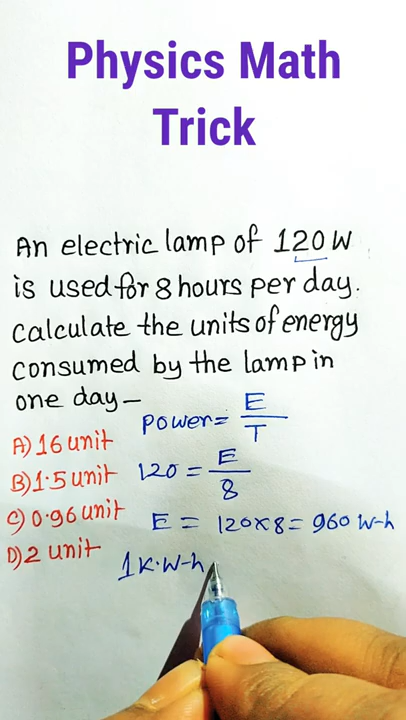 Physics Math
Trick
An electric lamp of 120 W
is used for 8 hours per day.
Calculate the units of energy
consumed by the lamp in
one day—
A) 16 unit
B) 1.5 unit
C) 0.96 unit
D) 2 unit
Power = E/T
120 = E/8
E = 120×8 = 960 W-h
1 K.W-h